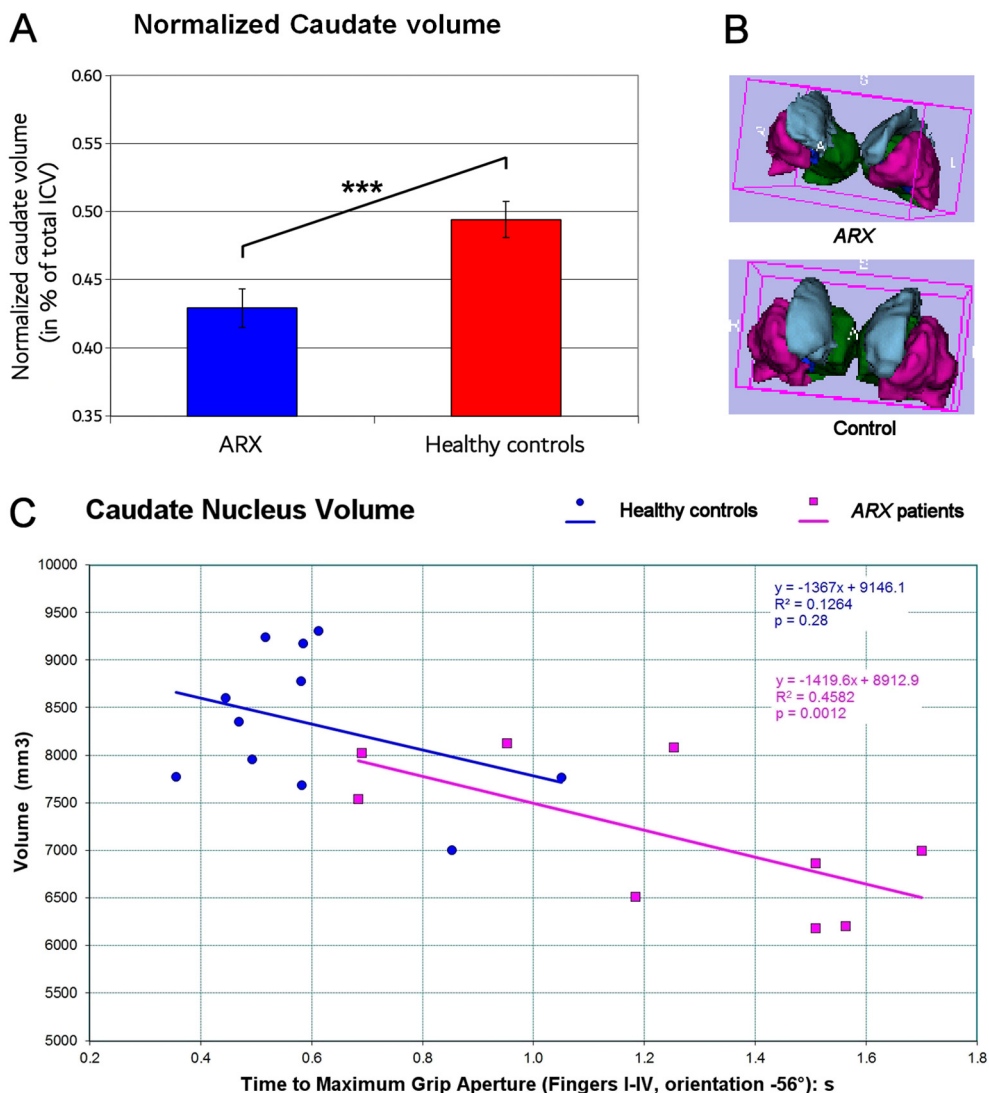 A
Normalized Caudate volume
Normalized caudate volume
(in % of total ICV)
0.60
0.55
0.50
0.45
0.40
0.35
***
ARX
Healthy controls
B
A
L
ARX
Control
C
Caudate Nucleus Volume
Healthy controls
ARX patients
Volume (mm3)
10000
9500
9000
8500
8000
7500
7000
6500
6000
5500
5000
y = -1367x + 9146.1
R² = 0.1264
p = 0.28
y = -1419.6x + 8912.9
R² = 0.4582
p = 0.0012
0.2 0.4 0.6 0.8 1.0 1.2 1.4 1.6 1.8
Time to Maximum Grip Aperture (Fingers I-IV, orientation -56°): s